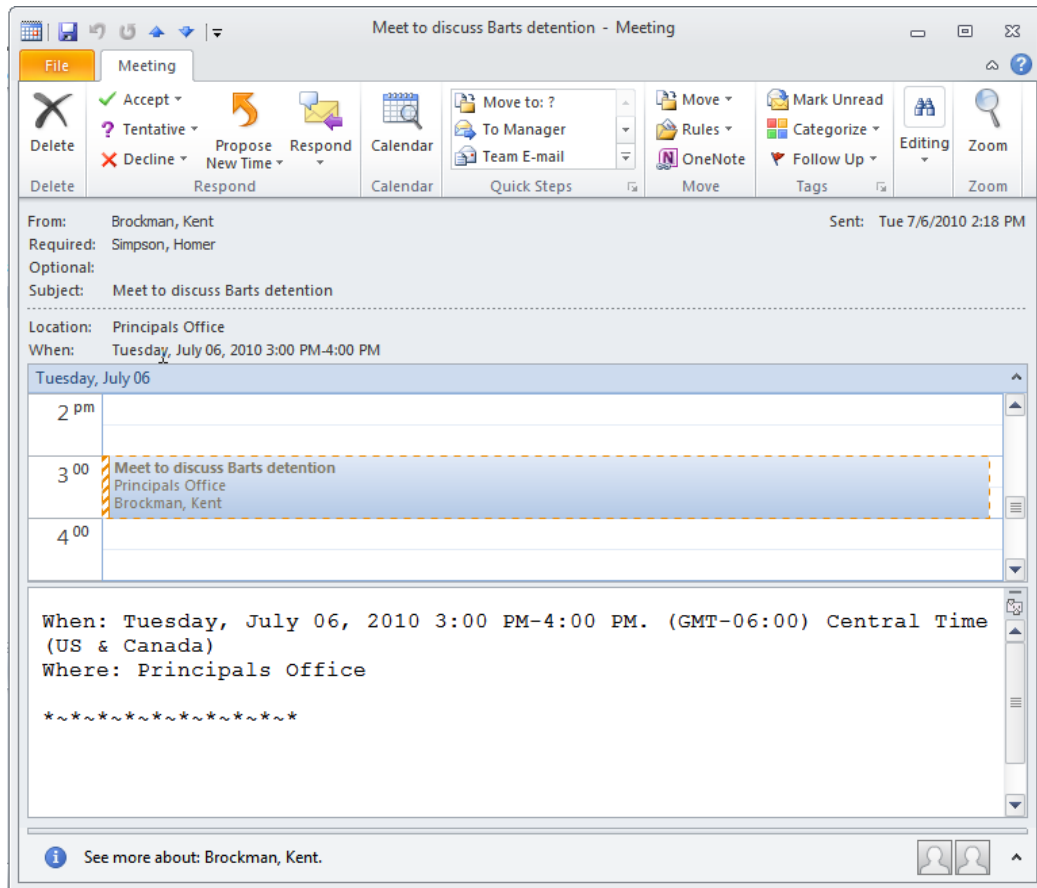 Meet to discuss Barts detention - Meeting
File Meeting
Accept Move to: ? Move Mark Unread
Tentative To Manager Rules Categorize
Delete Decline Propose New Time Respond Calendar Team E-mail OneNote Follow Up Editing Zoom
Delete Respond Calendar Quick Steps Move Tags Zoom
From: Brockman, Kent Sent: Tue 7/6/2010 2:18 PM
Required: Simpson, Homer
Optional:
Subject: Meet to discuss Barts detention
Location: Principals Office
When: Tuesday, July 06, 2010 3:00 PM-4:00 PM
Tuesday, July 06
2 pm
3 00 Meet to discuss Barts detention
Principals Office
Brockman, Kent
4 00
When: Tuesday, July 06, 2010 3:00 PM-4:00 PM. (GMT-06:00) Central Time
(US & Canada)
Where: Principals Office
*~*~*~*~*~*~*~*~*~*
See more about: Brockman, Kent.